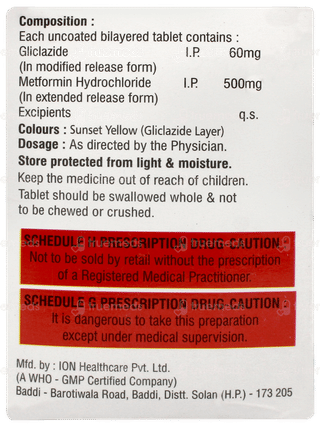 Composition :
Each uncoated bilayered tablet contains :
Gliclazide I.P. 60mg
(In modified release form)
Metformin Hydrochloride I.P. 500mg
(In extended release form)
Excipients q.s.
Colours : Sunset Yellow (Gliclazide Layer)
Dosage : As directed by the Physician.
Store protected from light & moisture.
Keep the medicine out of reach of children.
Tablet should be swallowed whole & not
to be chewed or crushed.
SCHEDULE H PRESCRIPTION DRUG-CAUTION
Not to be sold by retail without the prescription
of a Registered Medical Practitioner.
SCHEDULE G PRESCRIPTION DRUG-CAUTION
It is dangerous to take this preparation
except under medical supervision.
Mfd. by : ION Healthcare Pvt. Ltd.
(A WHO - GMP Certified Company)
Baddi - Barotiwala Road, Baddi, Distt. Solan (H.P.) - 173 205